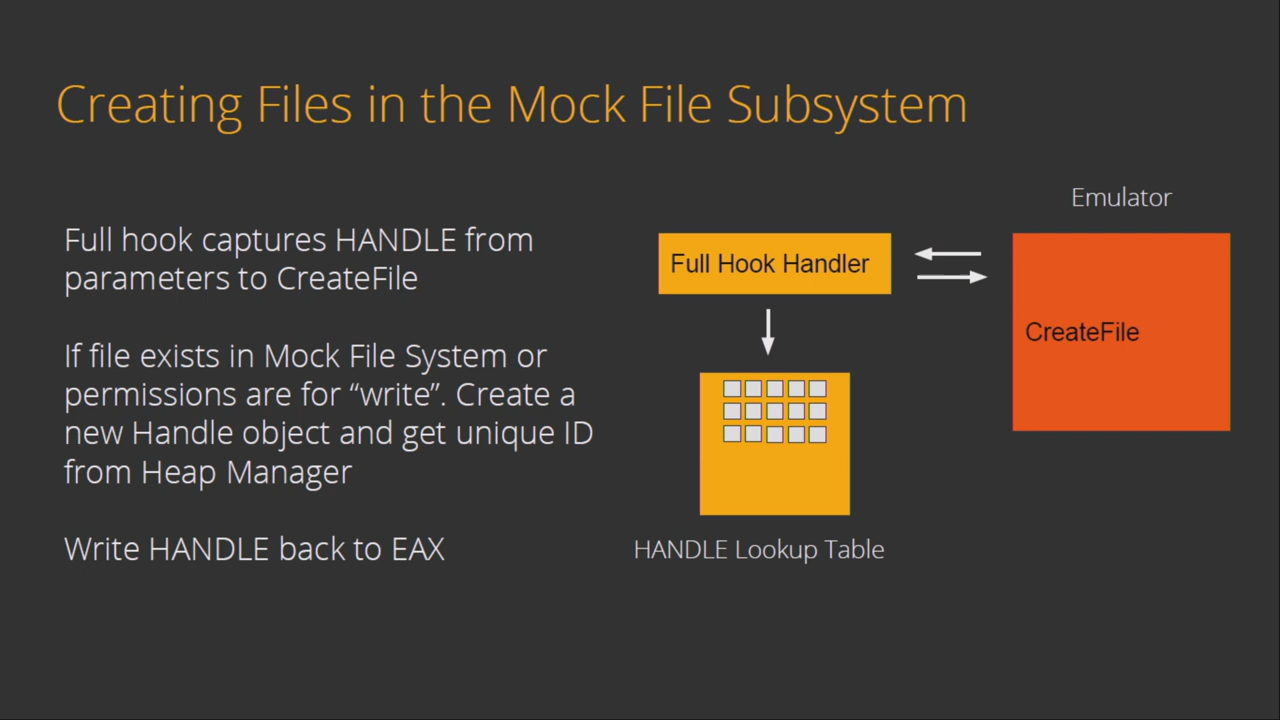 Creating Files in the Mock File Subsystem
Full hook captures HANDLE from
parameters to CreateFile
If file exists in Mock File System or
permissions are for “write”. Create a
new Handle object and get unique ID
from Heap Manager
Write HANDLE back to EAX
Emulator
Full Hook Handler
CreateFile
HANDLE Lookup Table